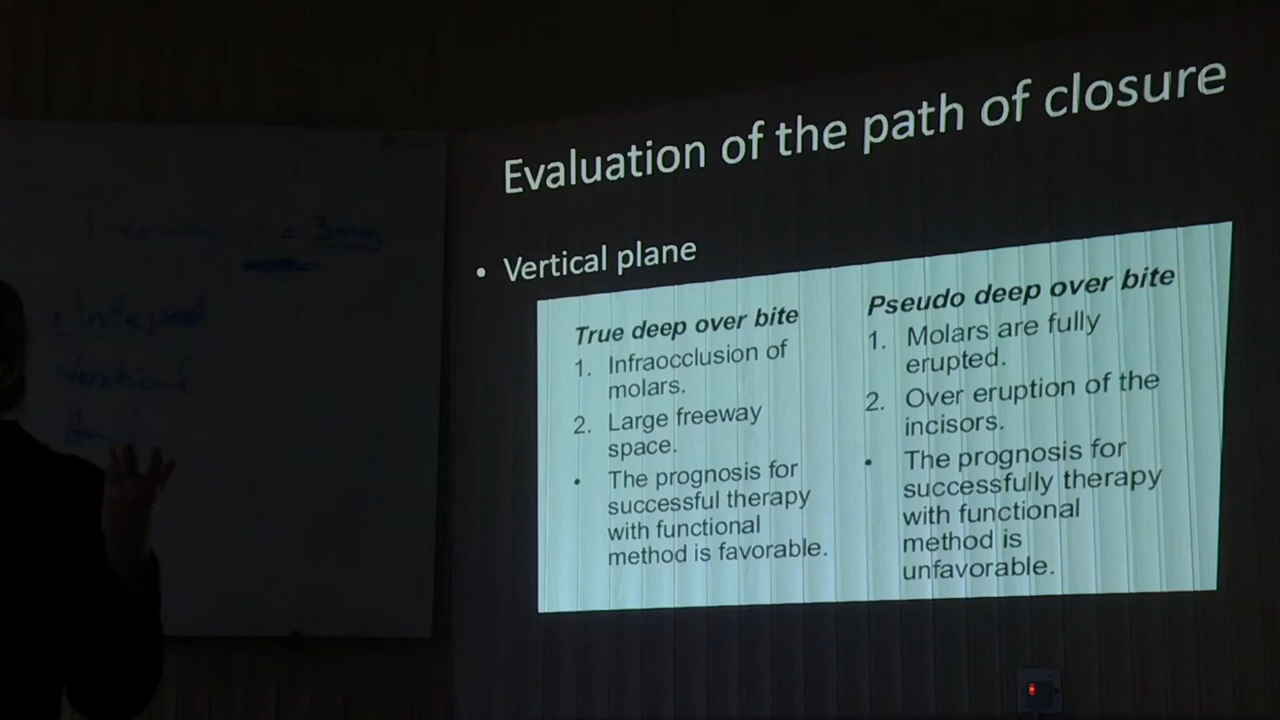 Evaluation of the path of closure
• Vertical plane
True deep over bite
1. Infraocclusion of
molars.
2. Large freeway
space.
• The prognosis for
successful therapy
with functional
method is favorable.
Pseudo deep over bite
1. Molars are fully
erupted.
2. Over eruption of the
incisors.
• The prognosis for
successfully therapy
with functional
method is
unfavorable.
= 3mm